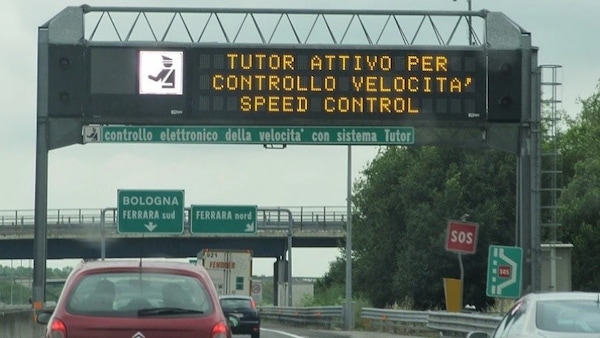 TUTOR ATTIVO PER
CONTROLLO VELOCITA'
SPEED CONTROL
controllo elettronico della velocita' con sistema Tutor
BOLOGNA
FERRARA sud
FERRARA nord
SOS
SOS